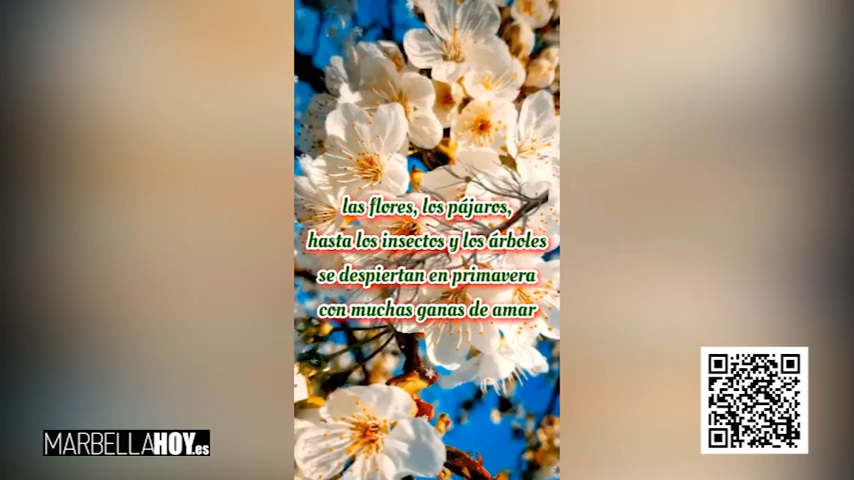 las flores, los pájaros,
hasta los insectos y los árboles
se despiertan en primavera
con muchas ganas de amar
MARBELLAHOY.es